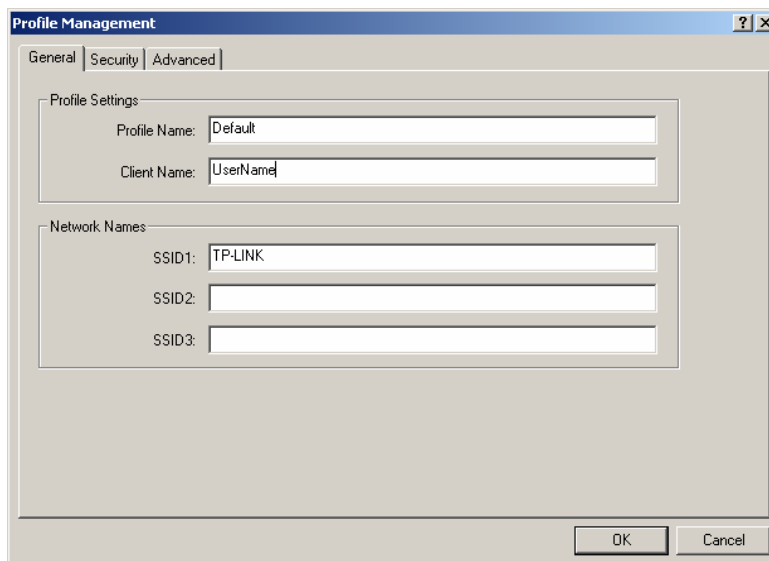 Profile Management
General Security Advanced
Profile Settings
Profile Name: Default
Client Name: UserName
Network Names
SSID1: TP-LINK
SSID2:
SSID3:
OK Cancel